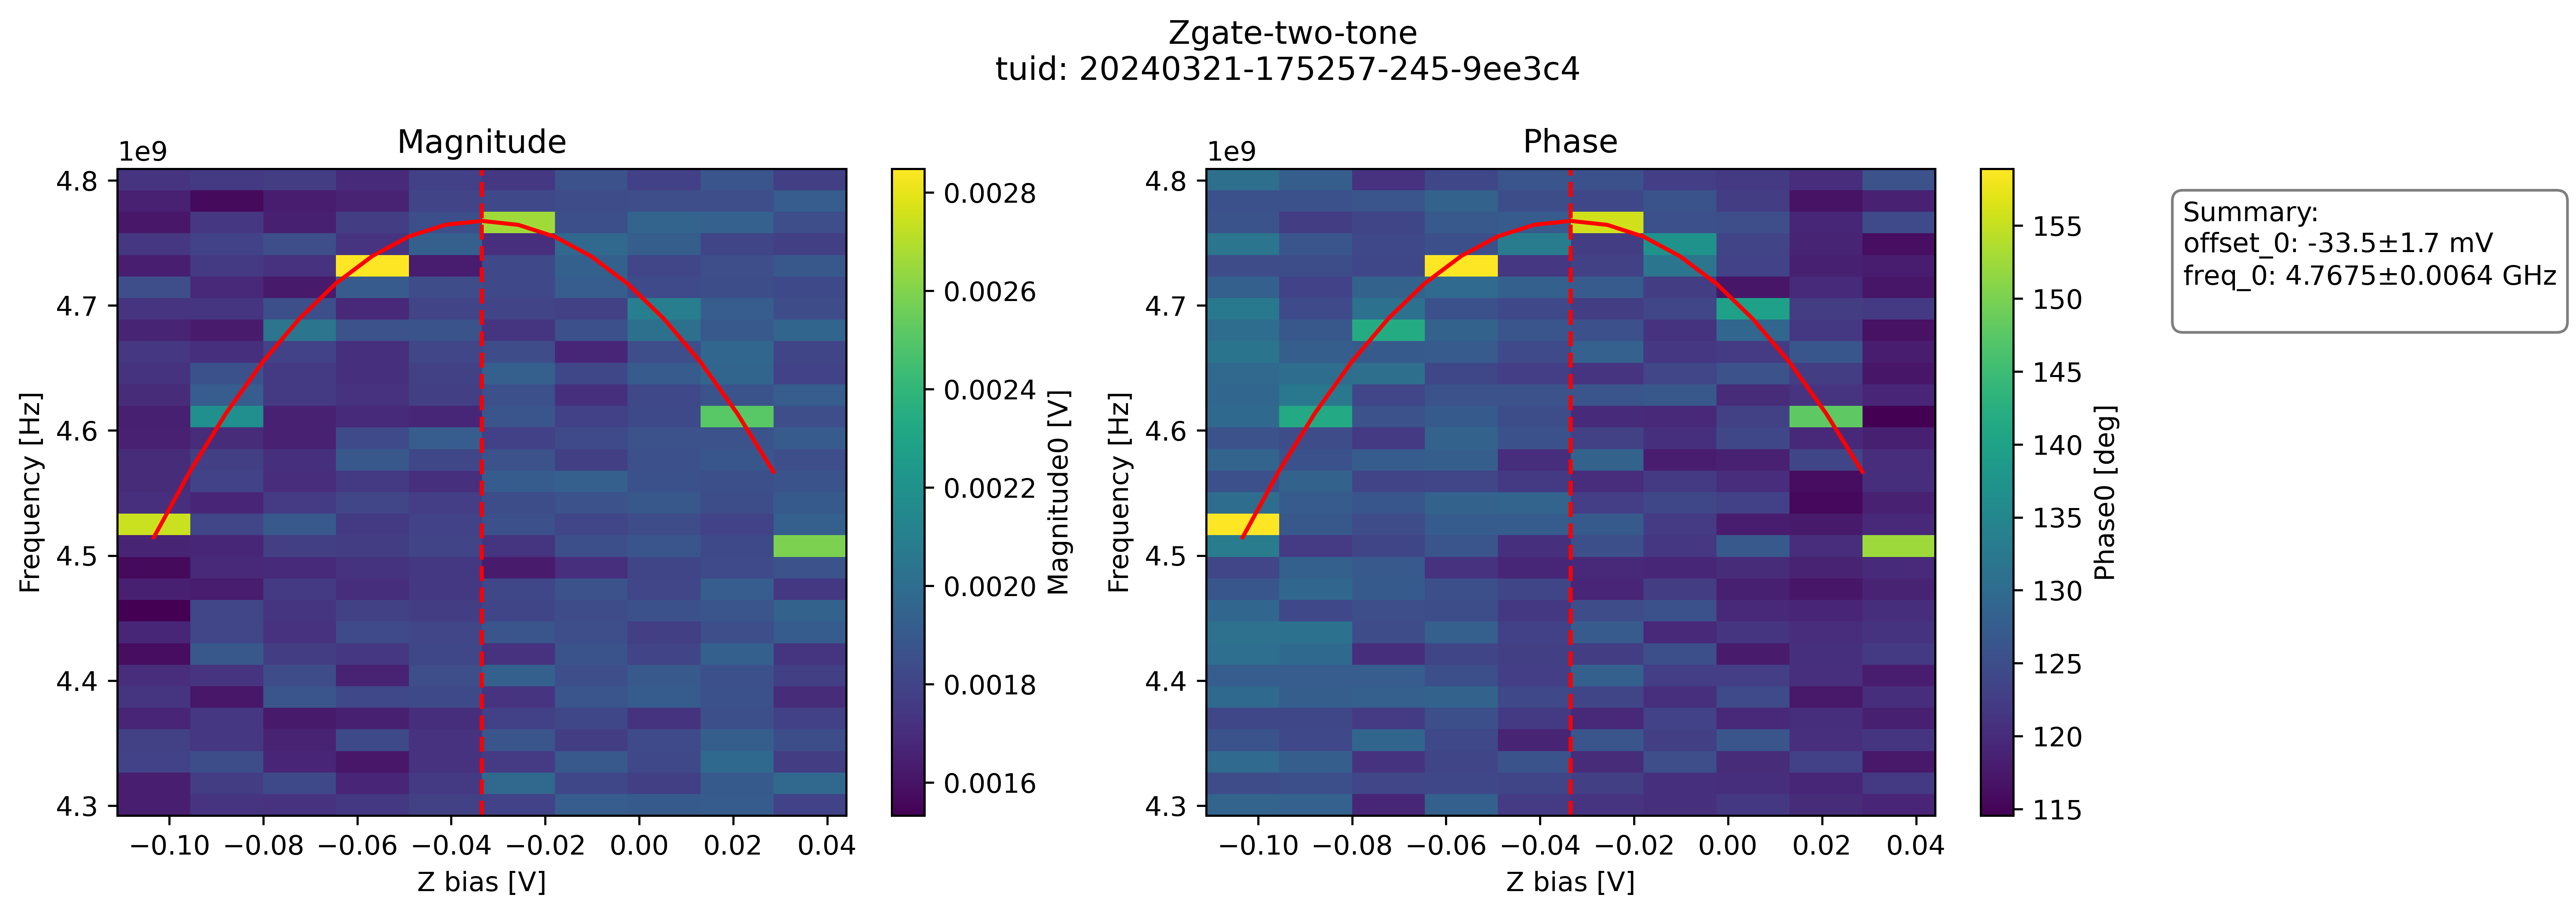 Zgate-two-tone
tuid: 20240321-175257-245-9ee3c4
Magnitude
1e9
4.8
4.7
4.6
4.5
4.4
4.3
Frequency [Hz]
−0.10 −0.08 −0.06 −0.04 −0.02 0.00 0.02 0.04
Z bias [V]
0.0028
0.0026
0.0024
0.0022
0.0020
0.0018
0.0016
Magnitude0 [V]
Phase
1e9
4.8
4.7
4.6
4.5
4.4
4.3
Frequency [Hz]
−0.10 −0.08 −0.06 −0.04 −0.02 0.00 0.02 0.04
Z bias [V]
155
150
145
140
135
130
125
120
115
Phase0 [deg]
Summary:
offset_0: -33.5±1.7 mV
freq_0: 4.7675±0.0064 GHz